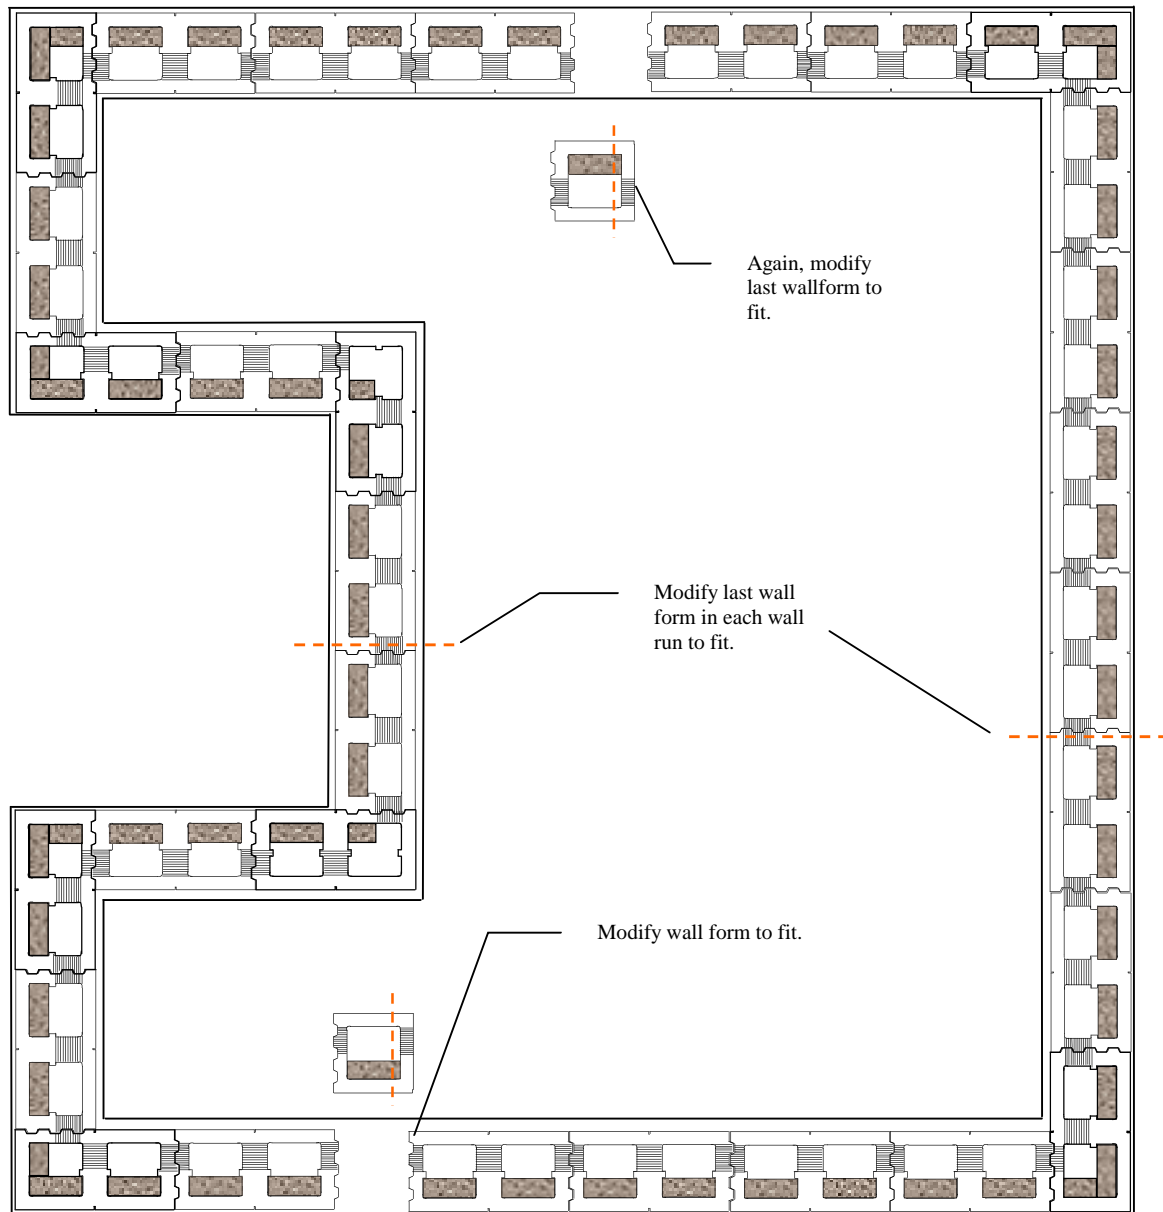 Again, modify
last wallform to
fit.
Modify last wall
form in each wall
run to fit.
Modify wall form to fit.